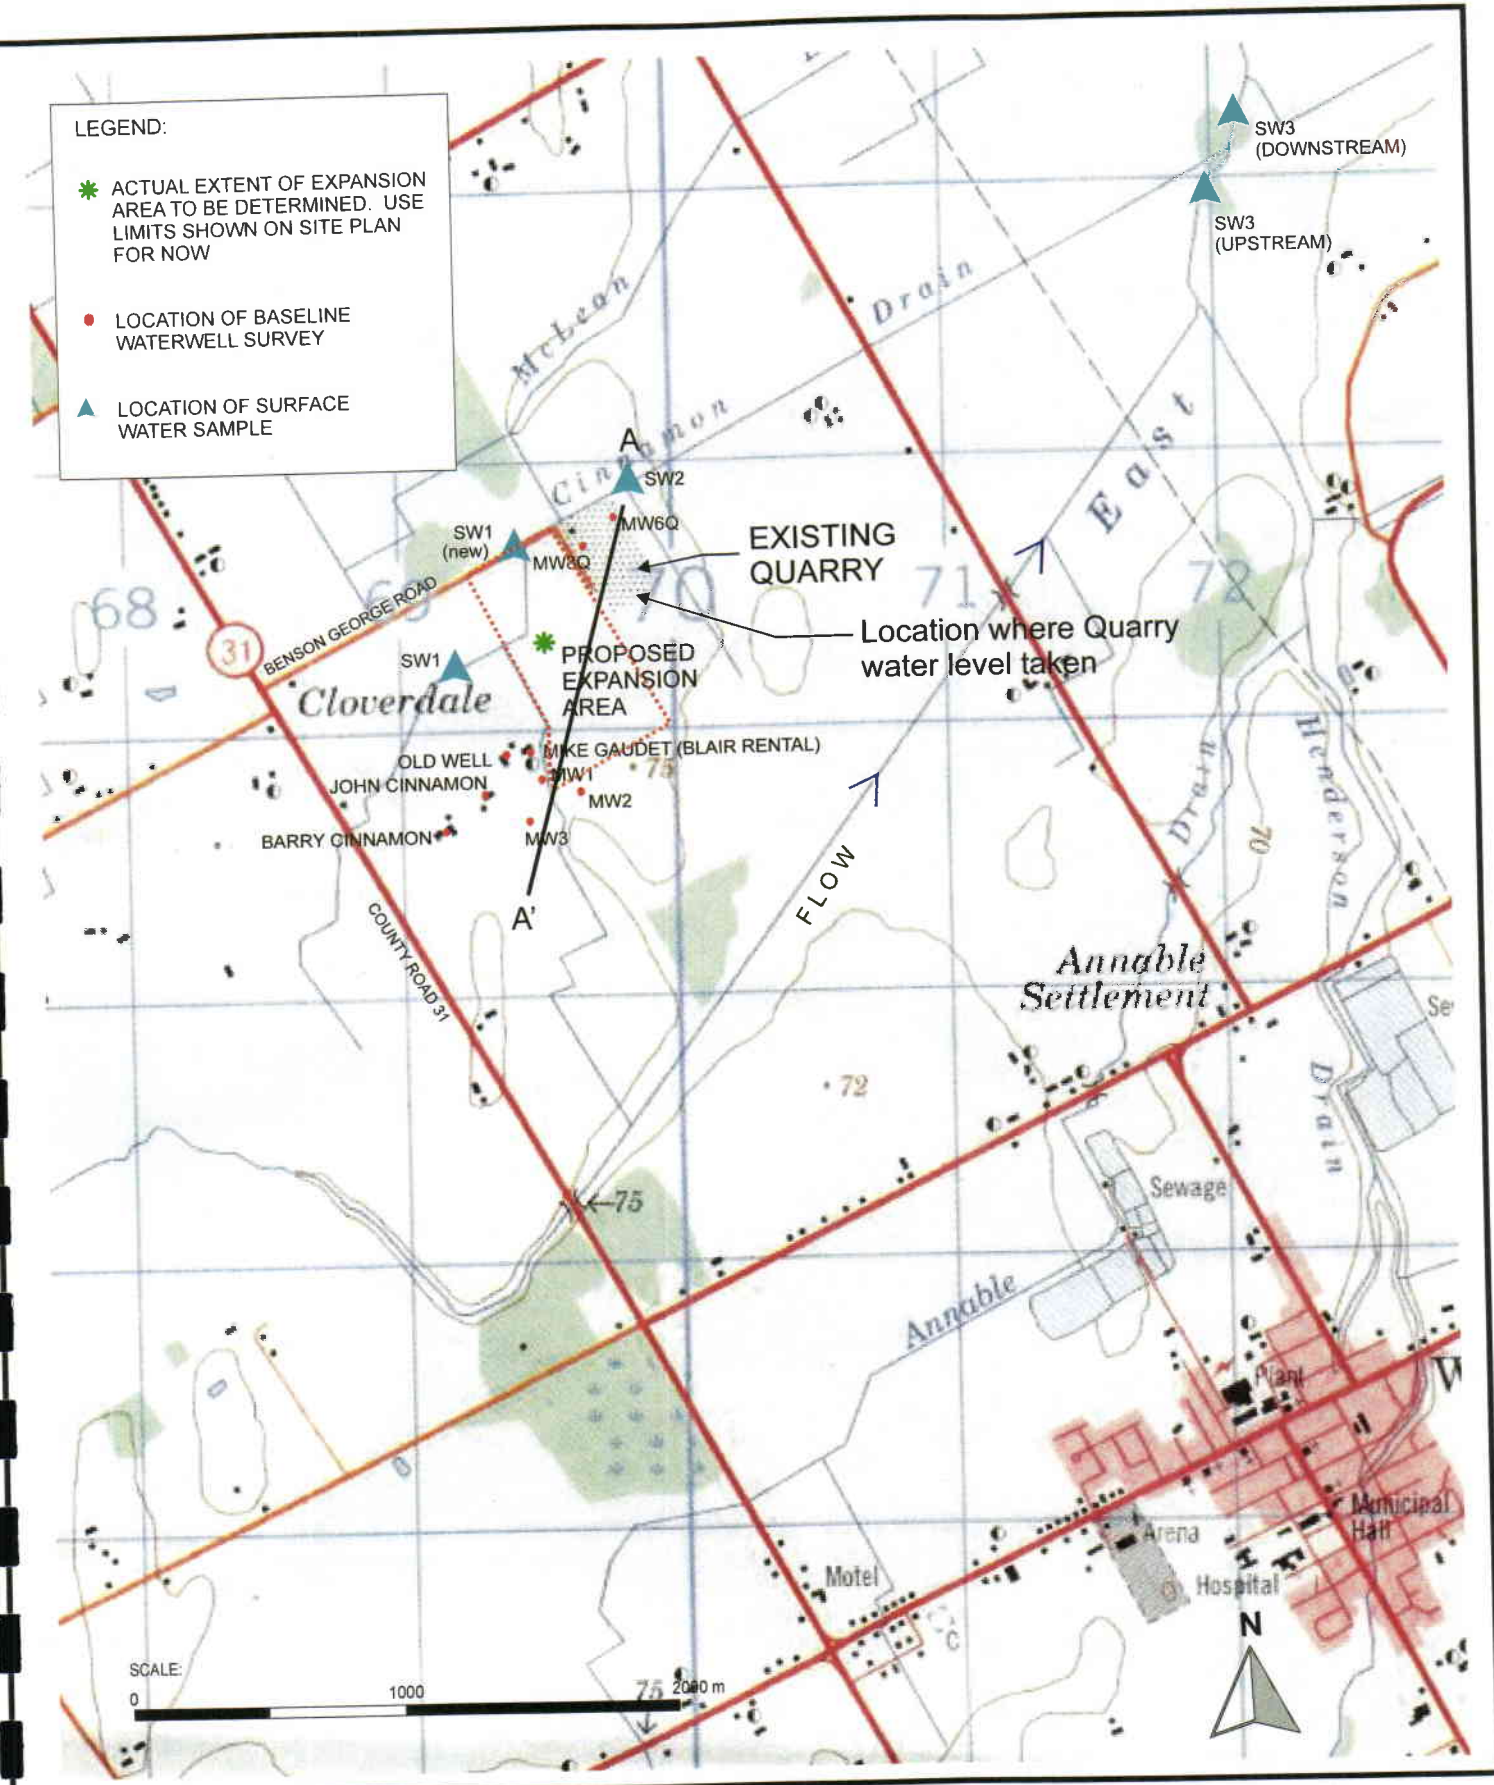 LEGEND:
ACTUAL EXTENT OF EXPANSION
AREA TO BE DETERMINED.  USE
LIMITS SHOWN ON SITE PLAN
FOR NOW
LOCATION OF BASELINE
WATERWELL SURVEY
LOCATION OF SURFACE
WATER SAMPLE
SW3
(DOWNSTREAM)
SW3
(UPSTREAM)
McLean
Drain
Cinnamon
East
A
SW2
MW6Q
SW1
(new)
MW8Q
EXISTING
QUARRY
68
69
70
71
72
Location where Quarry
water level taken
31
BENSON GEORGE ROAD
SW1
PROPOSED
EXPANSION
AREA
Cloverdale
OLD WELL
MIKE GAUDET (BLAIR RENTAL)
75
JOHN CINNAMON
MW1
MW2
BARRY CINNAMON
MW3
A'
FLOW
Drain
70
Henderson
COUNTY ROAD 31
Annable
Settlement
72
Drain
75
Sewage
Annable
Plant
W
Municipal
Hall
Arena
Hospital
Motel
C
N
SCALE:
0
1000
2000 m
75